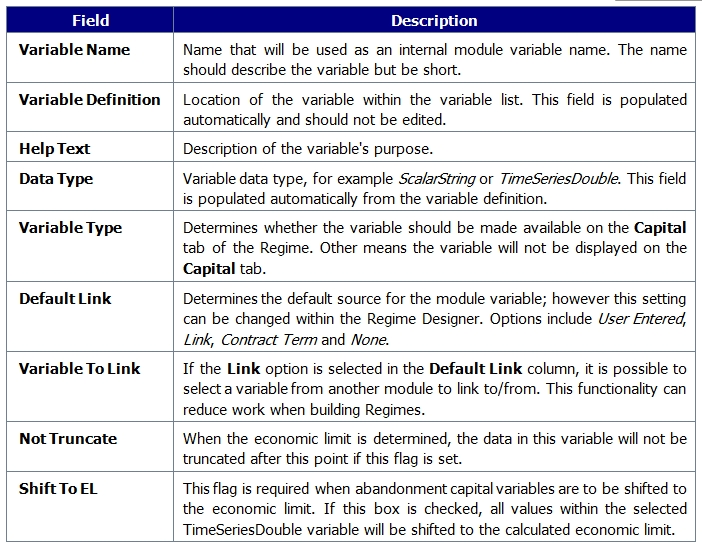 Field Description
Variable Name Name that will be used as an internal module variable name. The name
should describe the variable but be short.
Variable Definition Location of the variable within the variable list. This field is populated
automatically and should not be edited.
Help Text Description of the variable's purpose.
Data Type Variable data type, for example ScalarString or TimeSeriesDouble. This field
is populated automatically from the variable definition.
Variable Type Determines whether the variable should be made available on the Capital
tab of the Regime. Other means the variable will not be displayed on the
Capital tab.
Default Link Determines the default source for the module variable; however this setting
can be changed within the Regime Designer. Options include User Entered,
Link, Contract Term and None.
Variable To Link If the Link option is selected in the Default Link column, it is possible to
select a variable from another module to link to/from. This functionality can
reduce work when building Regimes.
Not Truncate When the economic limit is determined, the data in this variable will not be
truncated after this point if this flag is set.
Shift To EL This flag is required when abandonment capital variables are to be shifted to
the economic limit. If this box is checked, all values within the selected
TimeSeriesDouble variable will be shifted to the calculated economic limit.